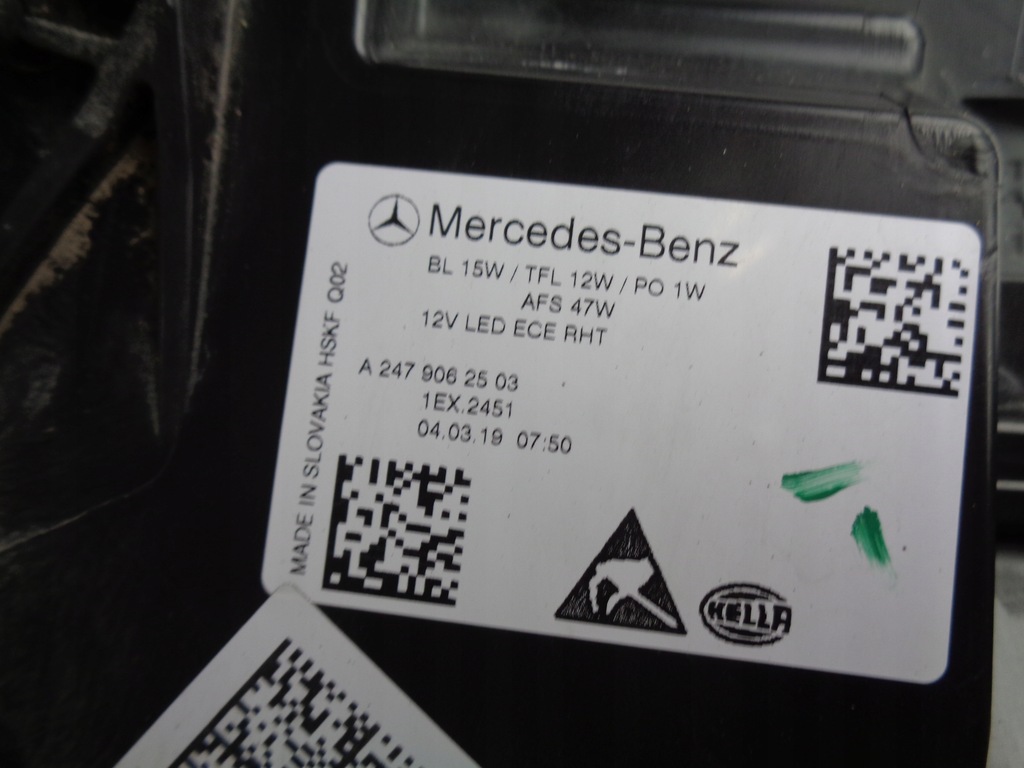 Mercedes-Benz
BL 15W / TFL 12W / PO 1W
AFS 47W
12V LED ECE RHT
A 247 906 25 03
1EX.2451
04.03.19 07:50
MADE IN SLOVAKIA HSKF Q02
HELLA